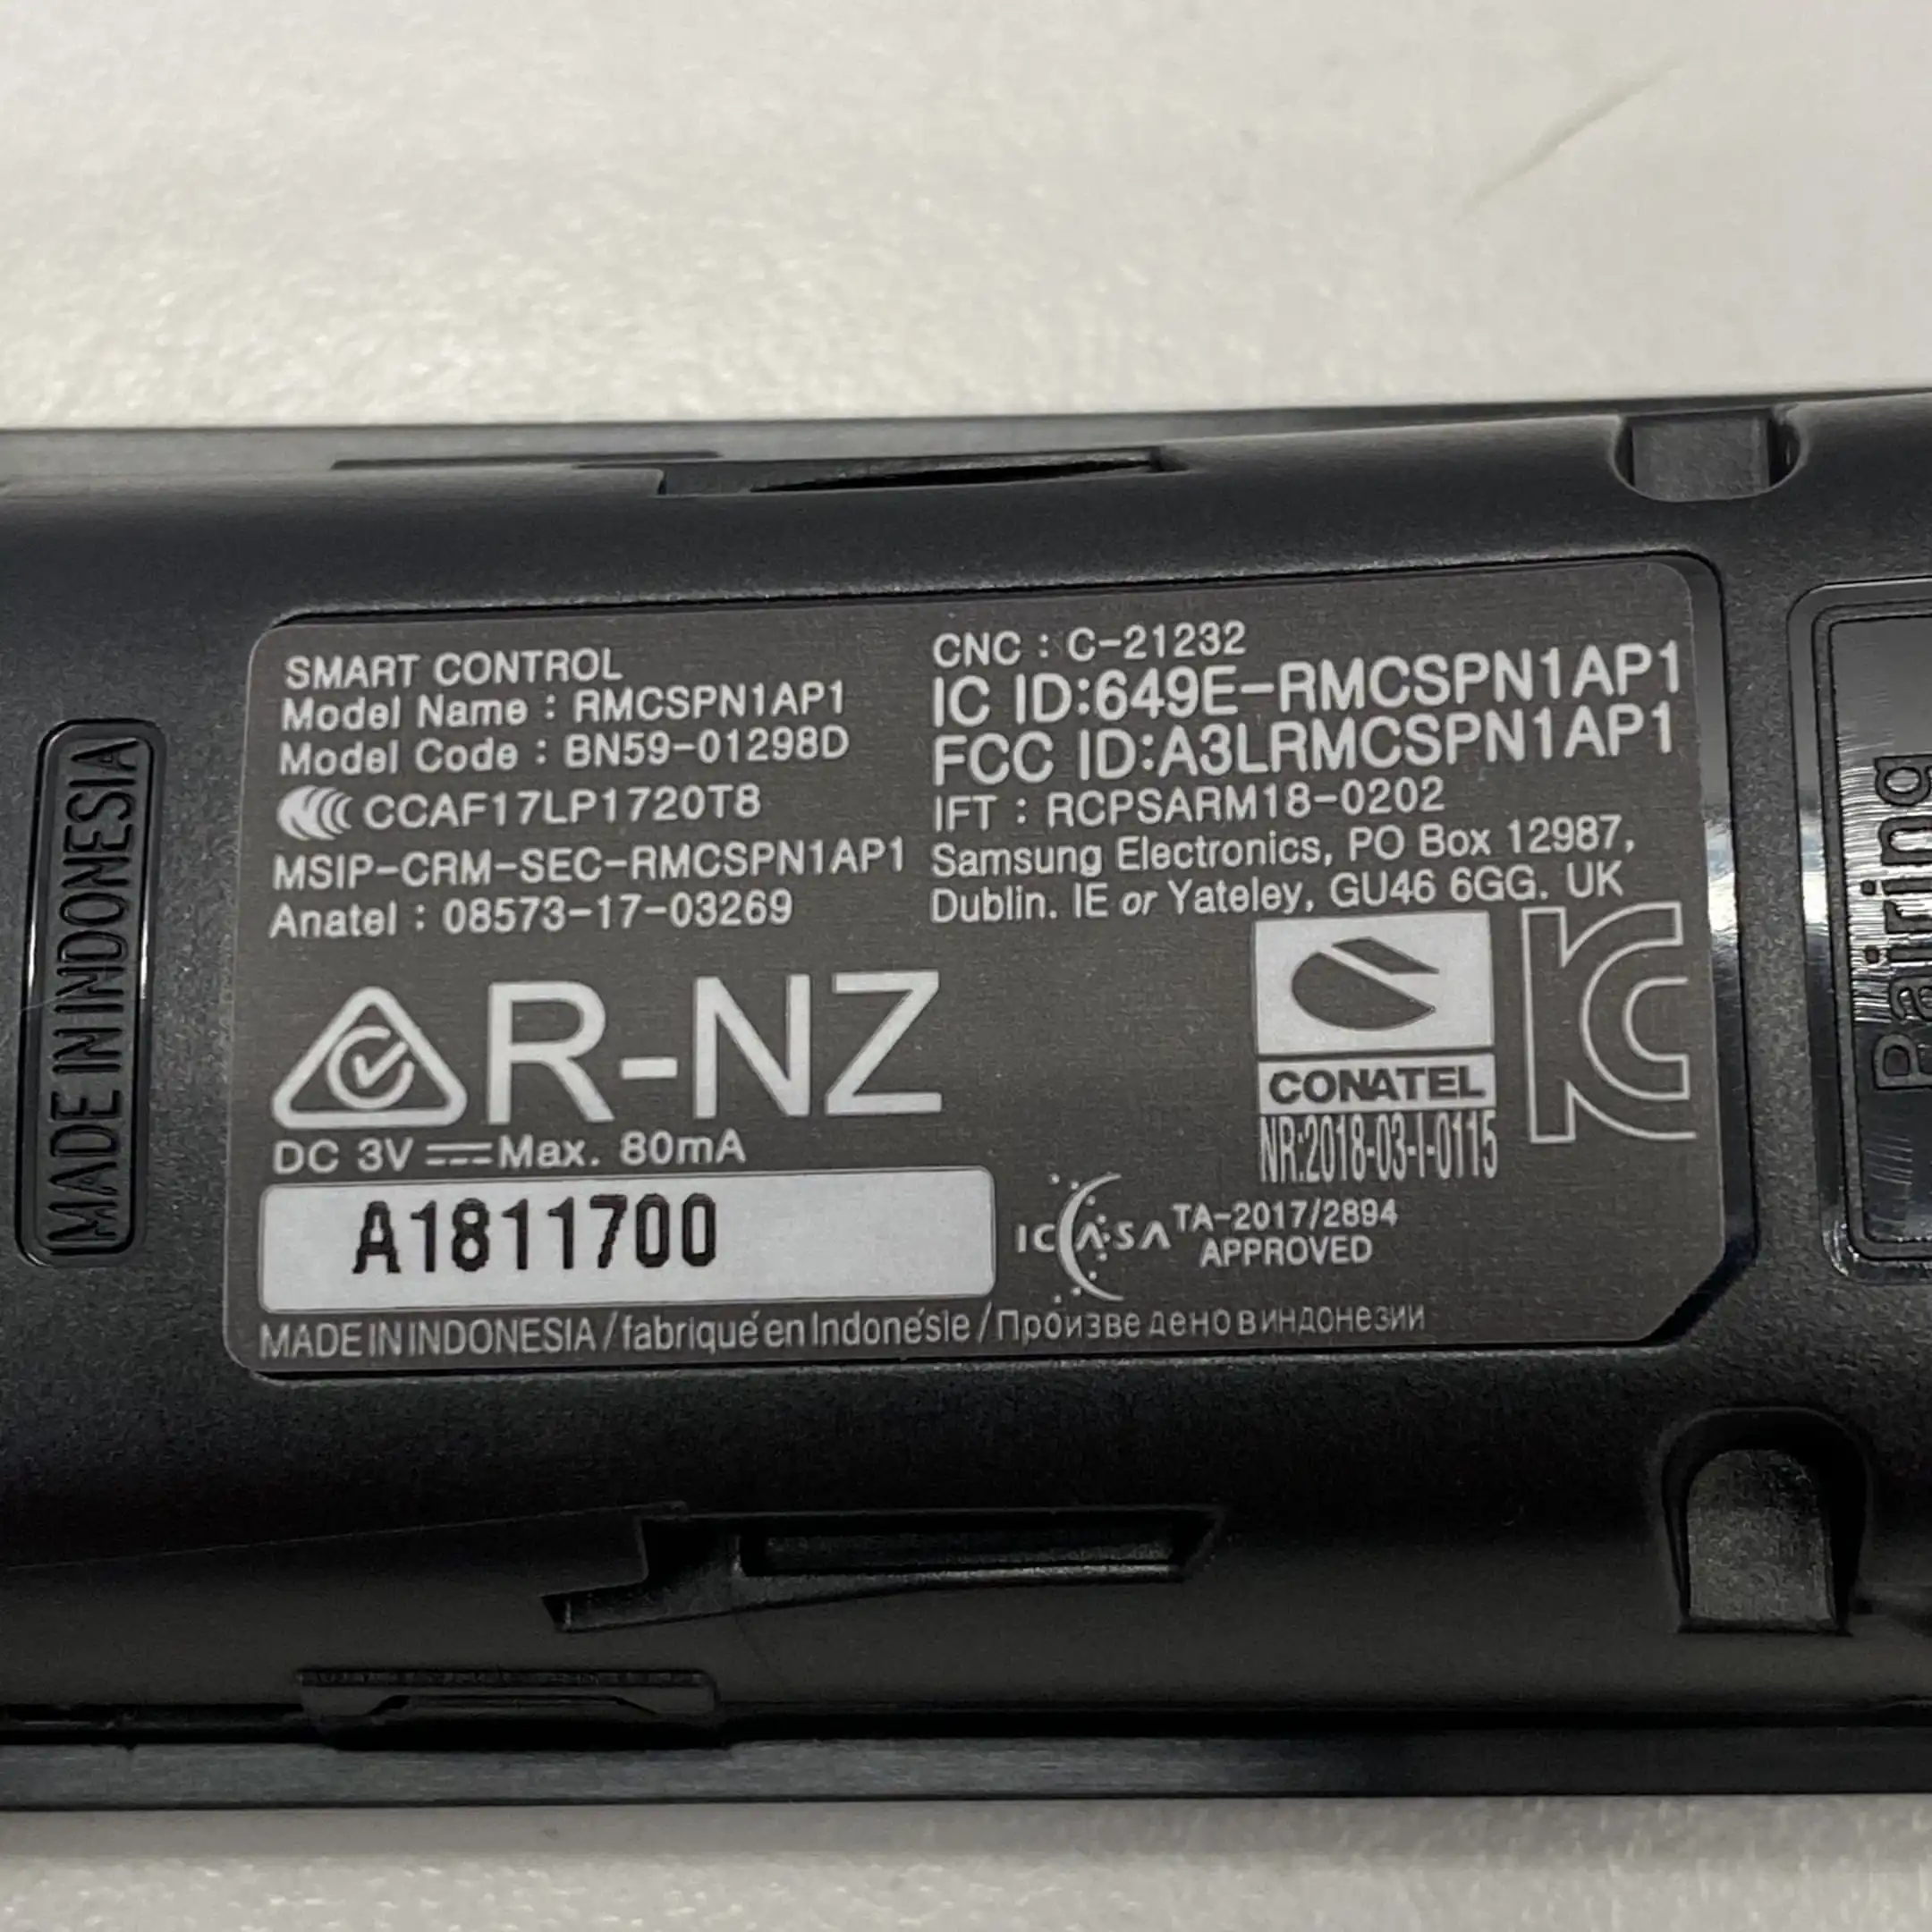 SMART CONTROL
Model Name : RMCSPN1AP1
Model Code : BN59-01298D
CCAF17LP1720T8
MSIP-CRM-SEC-RMCSPN1AP1
Anatel : 08573-17-03269
R-NZ
DC 3V Max. 80mA
A1811700
CNC : C-21232
IC ID:649E-RMCSPN1AP1
FCC ID:A3LRMCSPN1AP1
IFT : RCPSARM18-0202
Samsung Electronics, PO Box 12987,
Dublin. IE or Yateley, GU46 6GG. UK
CONATEL
NR:2018-03-I-0115
ICASA TA-2017/2894
APPROVED
MADE IN INDONESIA / fabriqué en Indonésie / Произве дено в индонезии
MADE IN INDONESIA
Pairing